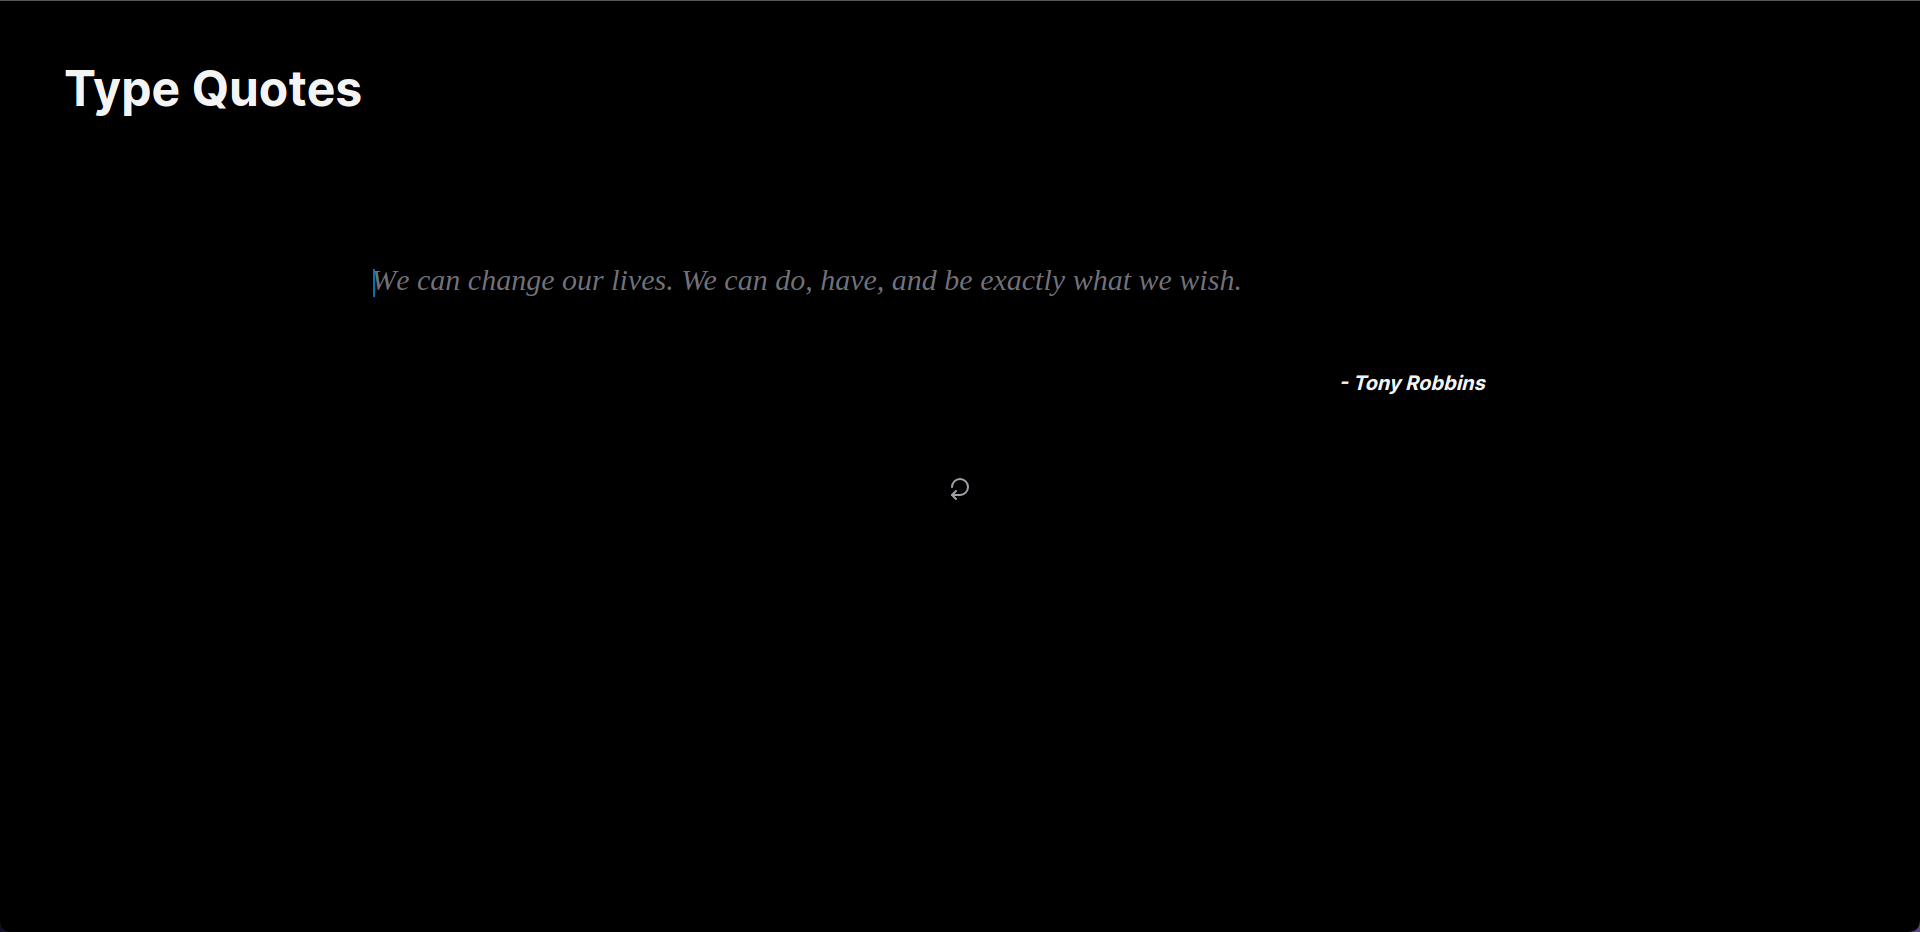 Type Quotes
We can change our lives. We can do, have, and be exactly what we wish.
- Tony Robbins